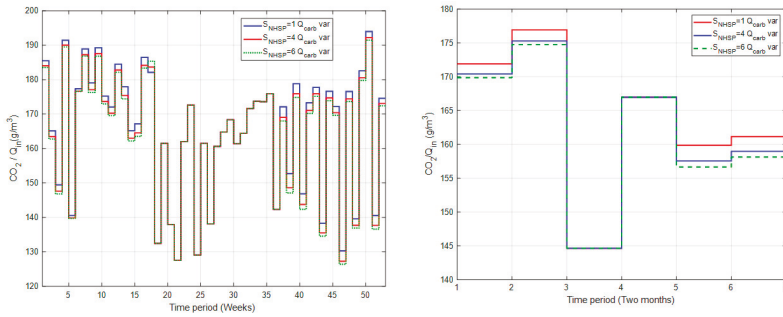 S_NHSP=1 Q_carb var
S_NHSP=4 Q_carb var
S_NHSP=6 Q_carb var
CO_2 / Q_in(g/m^3)
200
190
180
170
160
150
140
130
120
5 10 15 20 25 30 35 40 45 50
Time period (Weeks)
S_NHSP=1 Q_carb var
S_NHSP=4 Q_carb var
S_NHSP=6 Q_carb var
CO_2/Q_in (g/m^3)
180
175
170
165
160
155
150
145
140
1 2 3 4 5 6
Time period (Two months)